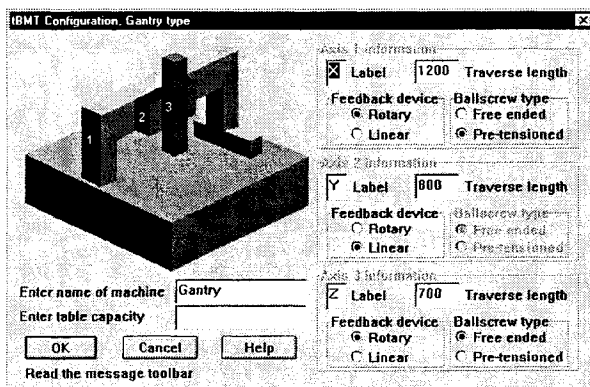 tBMT Configuration, Gantry type
1
2
3
Enter name of machine Gantry
Enter table capacity
OK Cancel Help
Read the message toolbar
Axis 1 information
X Label 1200 Traverse length
Feedback device Ballscrew type
Rotary Free ended
Linear Pre-tensioned
Axis 2 information
Y Label 800 Traverse length
Feedback device Ballscrew type
Rotary Free ended
Linear Pre-tensioned
Axis 3 information
Z Label 700 Traverse length
Feedback device Ballscrew type
Rotary Free ended
Linear Pre-tensioned